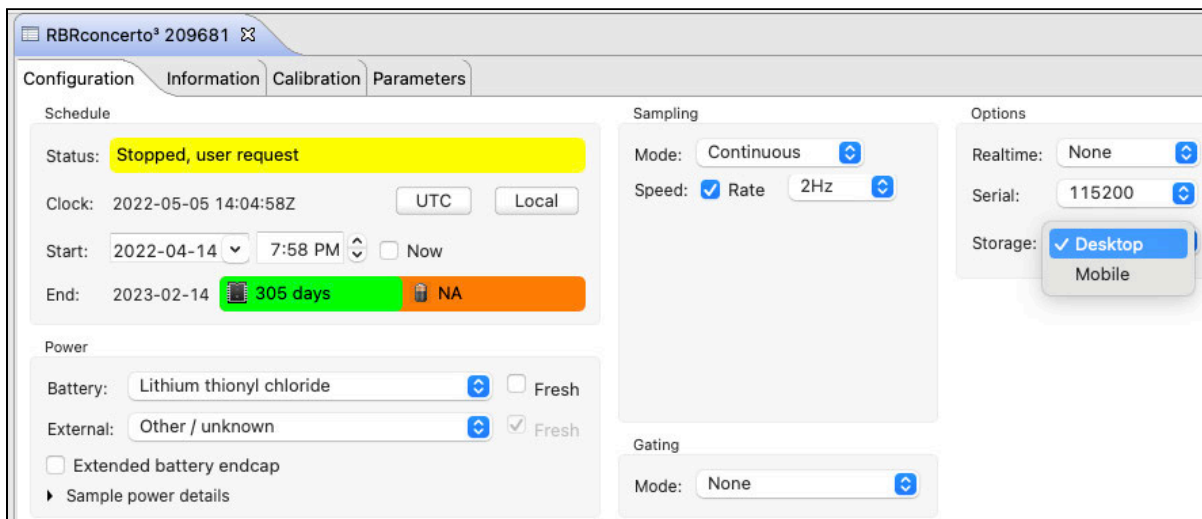 RBRconcerto³ 209681
Configuration Information Calibration Parameters
Schedule
Status: Stopped, user request
Clock: 2022-05-05 14:04:58Z UTC Local
Start: 2022-04-14 7:58 PM Now
End: 2023-02-14 305 days NA
Power
Battery: Lithium thionyl chloride Fresh
External: Other / unknown Fresh
Extended battery endcap
Sample power details
Sampling
Mode: Continuous
Speed: Rate 2Hz
Gating
Mode: None
Options
Realtime: None
Serial: 115200
Storage: Desktop
Mobile